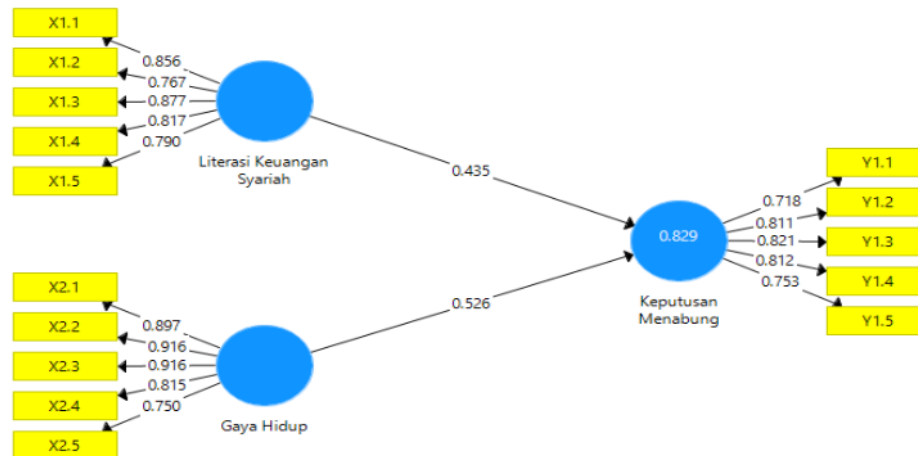 X1.1
X1.2
X1.3
X1.4
X1.5
0.856
0.767
0.877
0.817
0.790
Literasi Keuangan
Syariah
0.435
X2.1
X2.2
X2.3
X2.4
X2.5
0.897
0.916
0.916
0.815
0.750
Gaya Hidup
0.526
0.829
Keputusan
Menabung
0.718
0.811
0.821
0.812
0.753
Y1.1
Y1.2
Y1.3
Y1.4
Y1.5